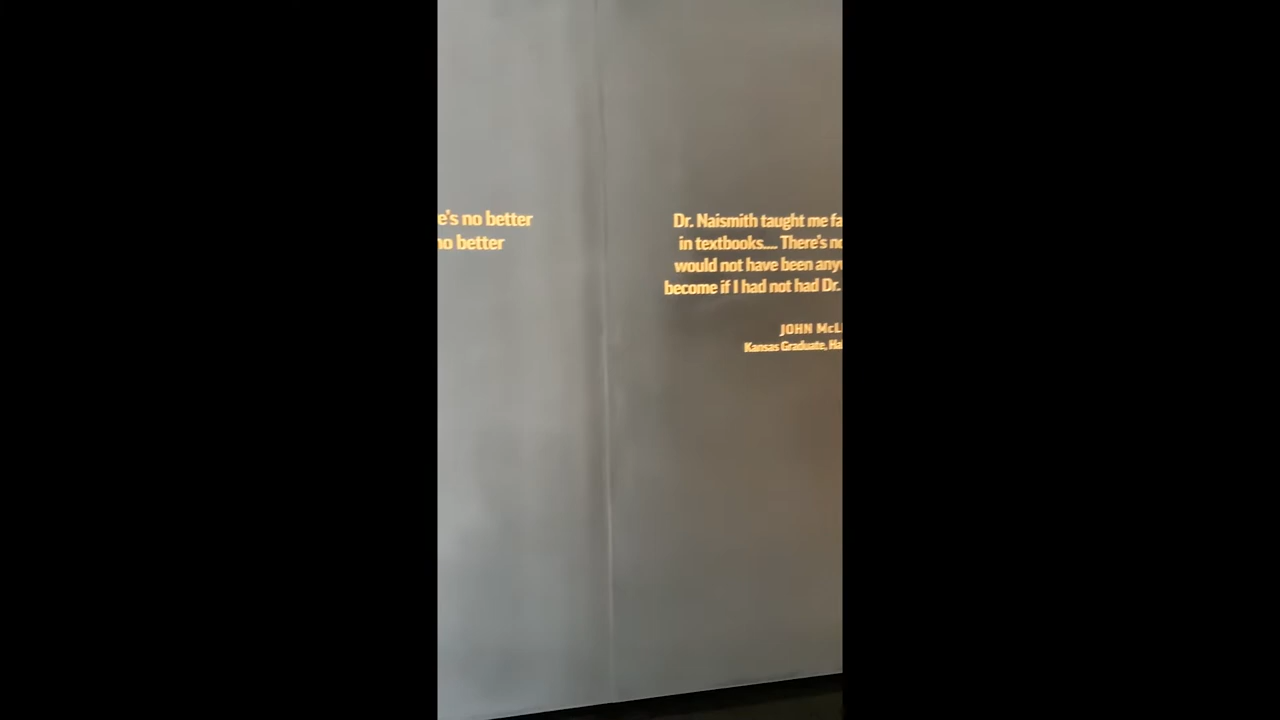 e's no better
no better
Dr. Naismith taught me fa
in textbooks.... There's no
would not have been any
become if I had not had Dr.
JOHN McL
Kansas Graduate, Hal